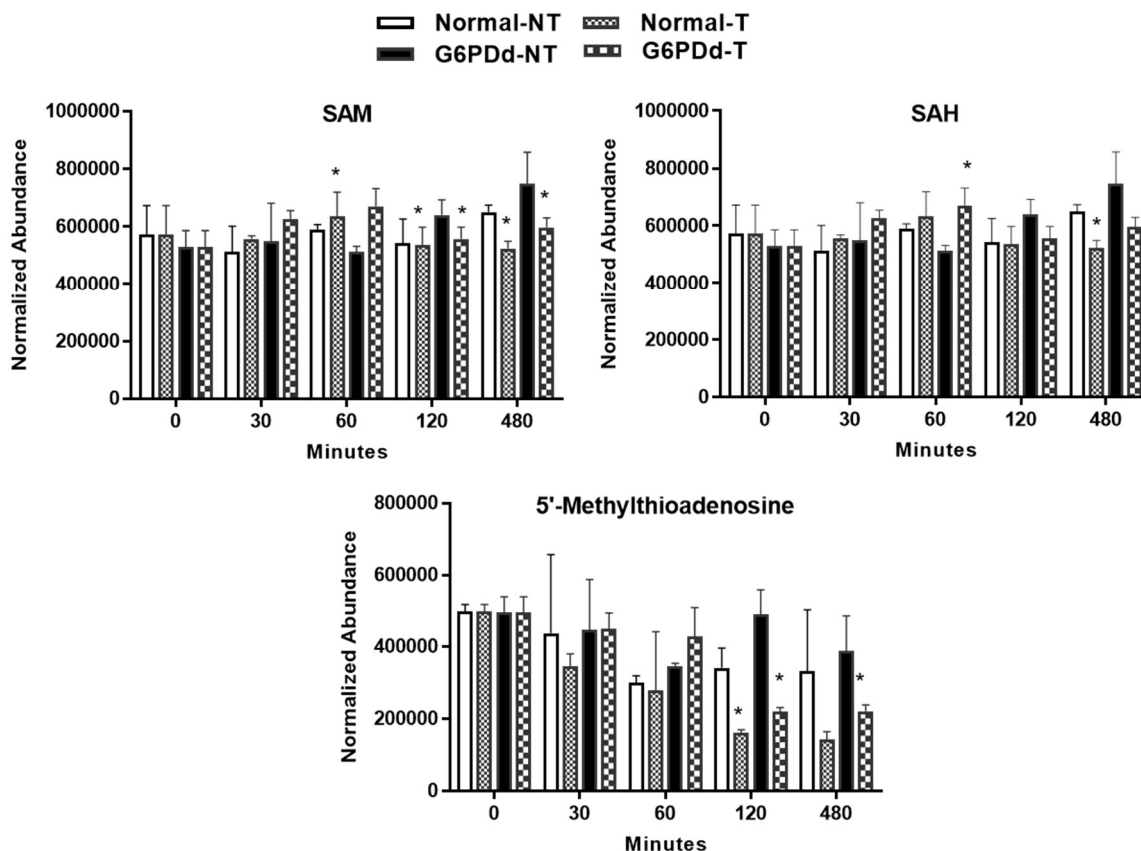 Normal-NT Normal-T
G6PDd-NT G6PDd-T
SAM
Normalized Abundance
1000000
800000
600000
400000
200000
0
* * * * *
0 30 60 120 480
Minutes
SAH
Normalized Abundance
1000000
800000
600000
400000
200000
0
* *
0 30 60 120 480
Minutes
5'-Methylthioadenosine
Normalized Abundance
800000
600000
400000
200000
0
* * *
0 30 60 120 480
Minutes